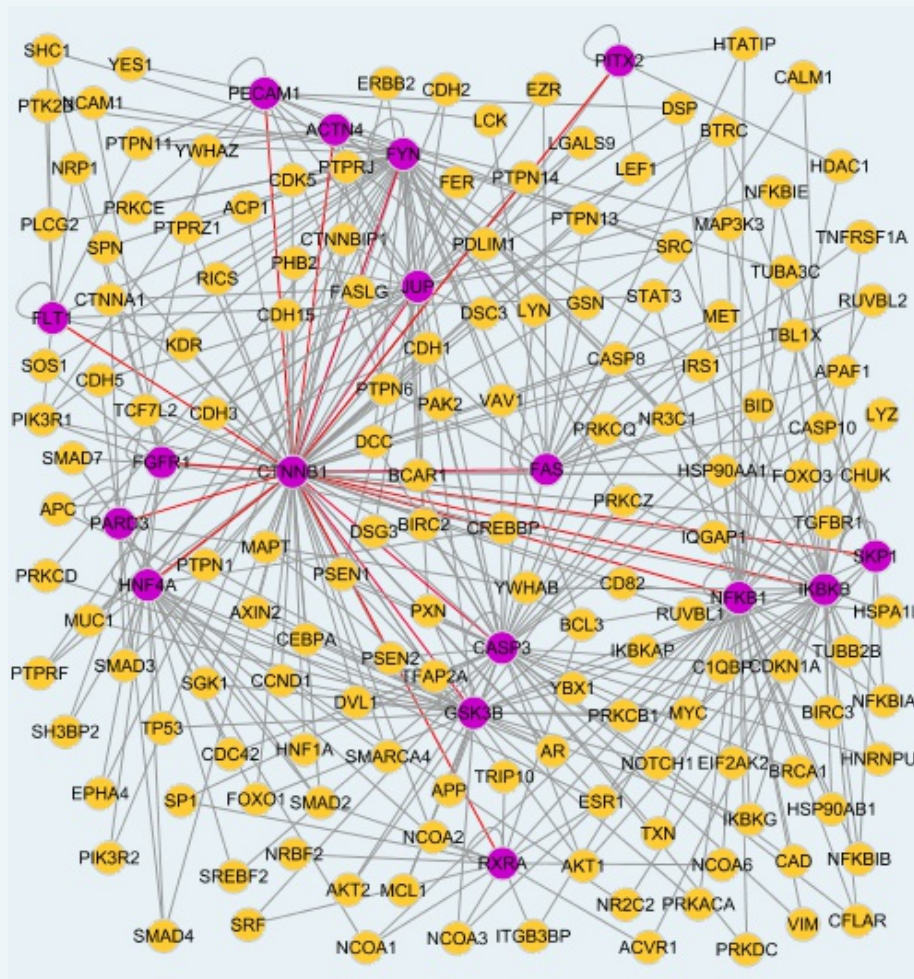 SHC1
YES1
PECAM1
ERBB2
CDH2
EZR
PITX2
HTATIP
CALM1
PTK2B
NCAM1
ACTN4
LCK
DSP
BTRC
PTPN11
YWHAZ
PTPRJ
FYN
LGALS9
NRP1
CDK5
FER
PTPN14
LEF1
HDAC1
PRKCE
ACP1
NFKBIE
PLCG2
PTPRZ1
PTPN13
MAP3K3
TNFRSF1A
SPN
CTNNBIP1
PDLIM1
SRC
PHB2
TUBA3C
RICS
JUP
CTNNA1
FASLG
GSN
STAT3
RUVBL2
FLT1
CDH15
DSC3
LYN
MET
TBL1X
KDR
CDH1
CASP8
SOS1
IRS1
APAF1
CDH5
PTPN6
PIK3R1
TCF7L2
CDH3
PAK2
VAV1
NR3C1
BID
LYZ
PRKCQ
CASP10
DCC
SMAD7
FGFR1
CTNNB1
BCAR1
FAS
HSP90AA1
FOXO3
CHUK
APC
PRKCZ
PARD3
DSG3
BIRC2
CREBBP
TGFBR1
MAPT
IQGAP1
SKP1
PRKCD
HNF4A
PTPN1
PSEN1
YWHAB
CD82
NFKB1
IKBKB
MUC1
AXIN2
PXN
RUVBL1
HSPA1L
CEBPA
BCL3
CASP3
IKBKAP
TUBB2B
PTPRF
SMAD3
PSEN2
C1QBP
CDKN1A
SGK1
CCND1
TFAP2A
YBX1
NFKBIA
SH3BP2
TP53
DVL1
GSK3B
PRKCB1
MYC
BIRC3
CDC42
HNF1A
SMARCA4
AR
NOTCH1
EIF2AK2
HNRNPU
EPHA4
SP1
FOXO1
SMAD2
APP
TRIP10
ESR1
BRCA1
HSP90AB1
TXN
IKBKG
PIK3R2
NRBF2
NCOA2
RXRA
AKT1
NCOA6
CAD
NFKBIB
SREBF2
AKT2
MCL1
NR2C2
PRKACA
SRF
VIM
CFLAR
SMAD4
NCOA1
NCOA3
ITGB3BP
ACVR1
PRKDC